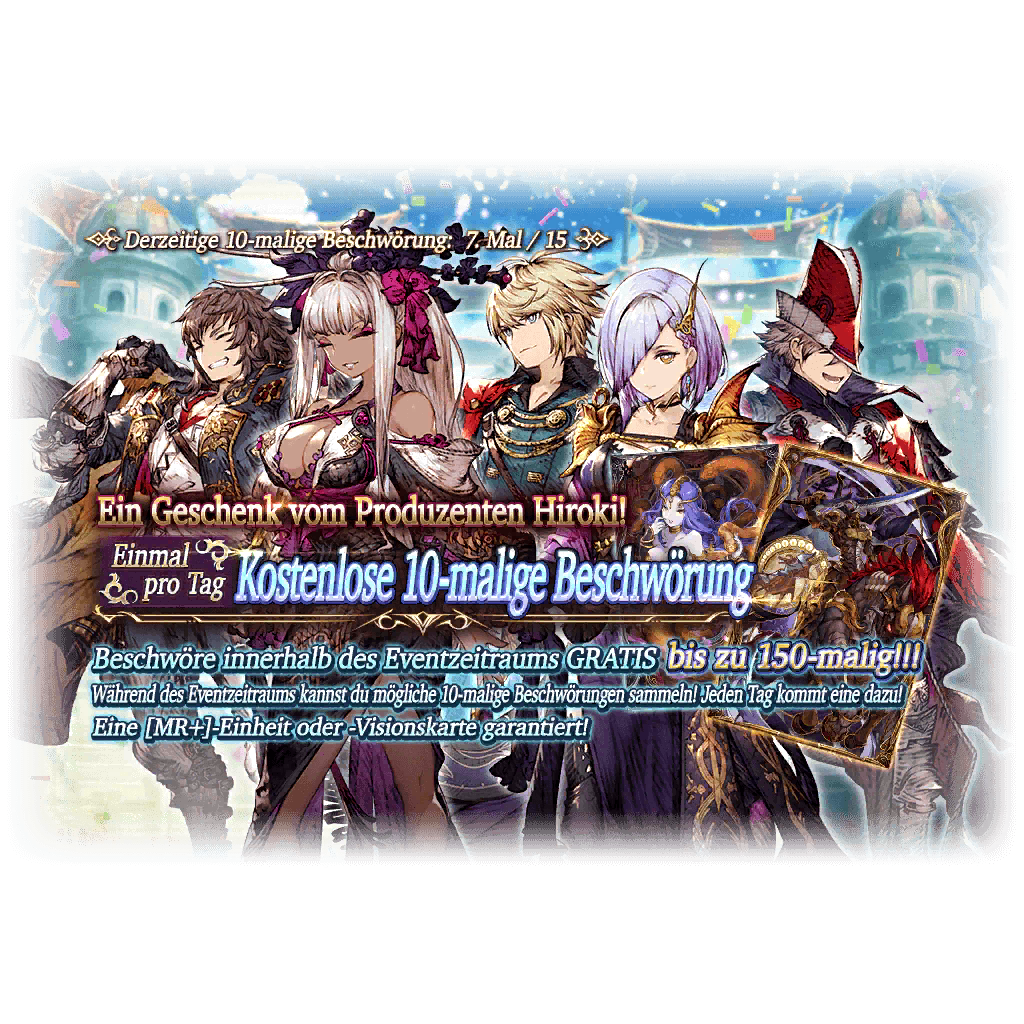 Derzeitige 10-malige Beschwörung: 7. Mal / 15
Ein Geschenk vom Produzenten Hiroki!
Einmal
pro Tag
Kostenlose 10-malige Beschwörung
Beschwöre innerhalb des Eventzeitraums GRATIS bis zu 150-malig!!!
Während des Eventzeitraums kannst du mögliche 10-malige Beschwörungen sammeln! Jeden Tag kommt eine dazu!
Eine [MR+]-Einheit oder -Visionskarte garantiert!